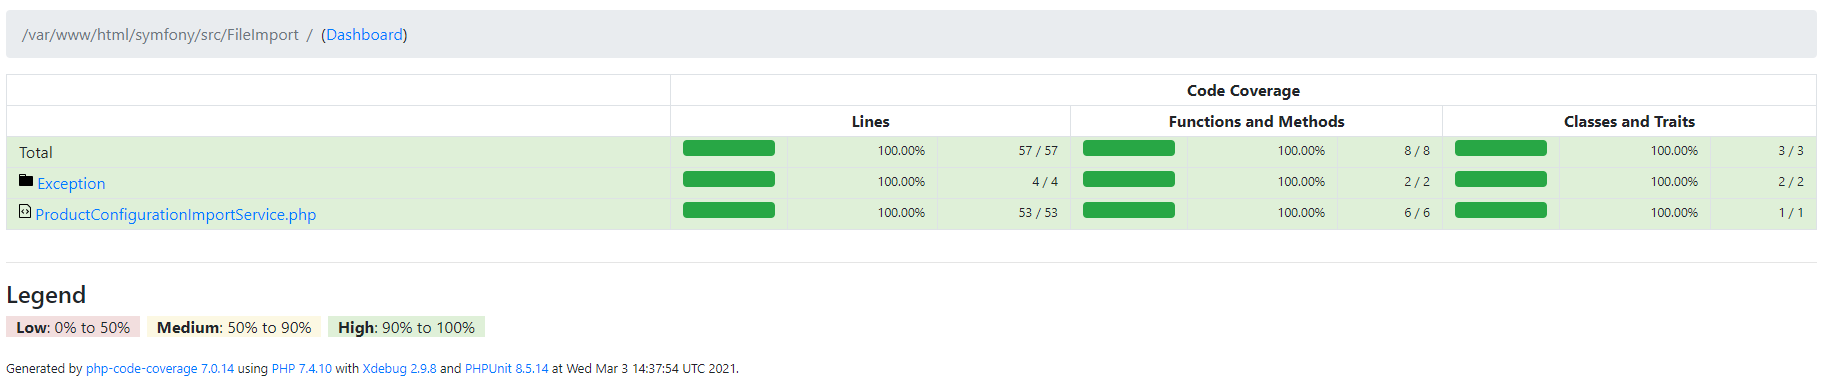 /var/www/html/symfony/src/FileImport / (Dashboard)
Code Coverage
Lines Functions and Methods Classes and Traits
Total 100.00% 57 / 57 100.00% 8 / 8 100.00% 3 / 3
Exception 100.00% 4 / 4 100.00% 2 / 2 100.00% 2 / 2
ProductConfigurationImportService.php 100.00% 53 / 53 100.00% 6 / 6 100.00% 1 / 1
Legend
Low: 0% to 50% Medium: 50% to 90% High: 90% to 100%
Generated by php-code-coverage 7.0.14 using PHP 7.4.10 with Xdebug 2.9.8 and PHPUnit 8.5.14 at Wed Mar 3 14:37:54 UTC 2021.